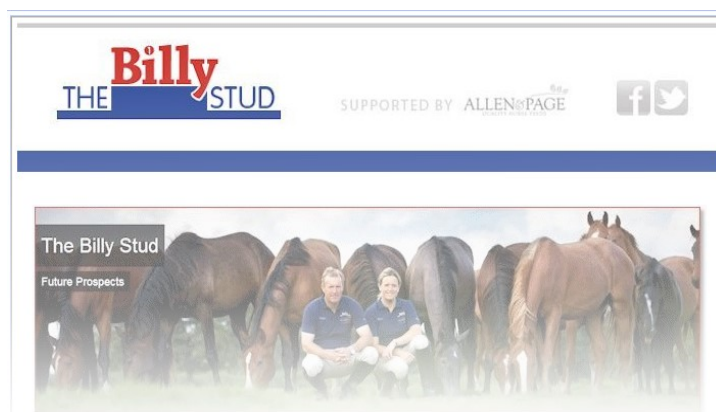 THE Billy STUD
SUPPORTED BY ALLEN & PAGE
The Billy Stud
Future Prospects